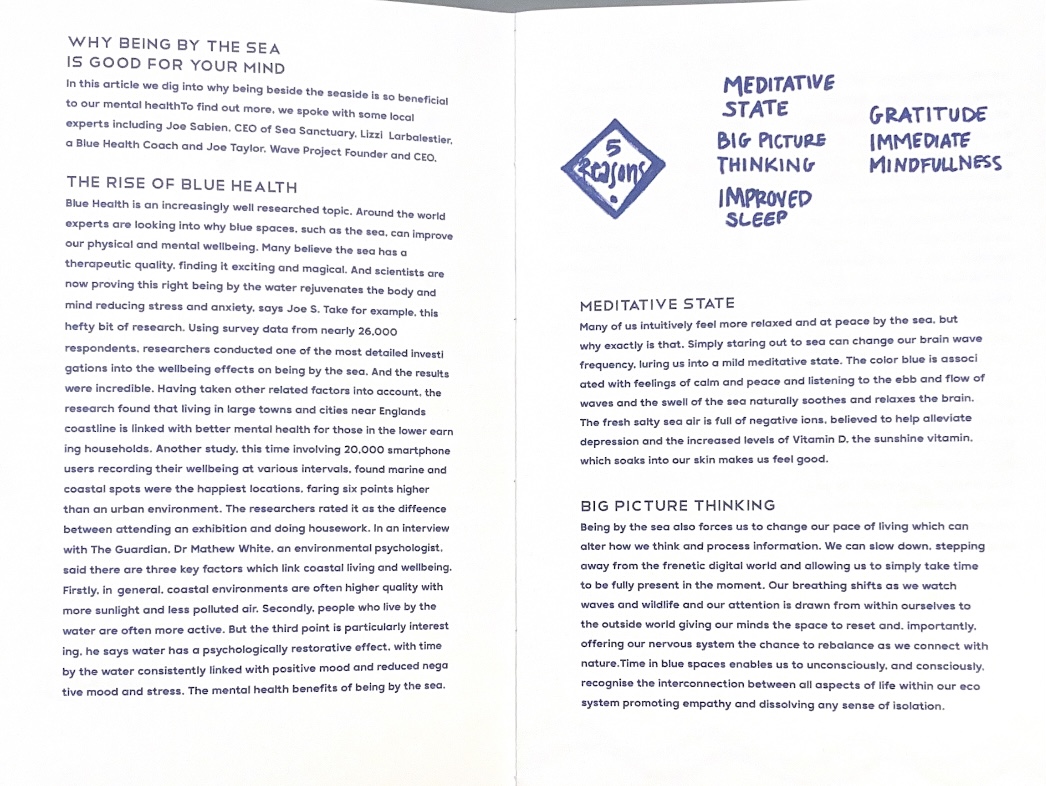 WHY BEING BY THE SEA
IS GOOD FOR YOUR MIND
In this article we dig into why being beside the seaside is so beneficial
to our mental healthTo find out more, we spoke with some local
experts including Joe Sabien, CEO of Sea Sanctuary, Lizzi Larbalestier,
a Blue Health Coach and Joe Taylor, Wave Project Founder and CEO.
THE RISE OF BLUE HEALTH
Blue Health is an increasingly well researched topic. Around the world
experts are looking into why blue spaces, such as the sea, can improve
our physical and mental wellbeing. Many believe the sea has a
therapeutic quality, finding it exciting and magical. And scientists are
now proving this right being by the water rejuvenates the body and
mind reducing stress and anxiety, says Joe S. Take for example, this
hefty bit of research. Using survey data from nearly 26,000
respondents, researchers conducted one of the most detailed investi
gations into the wellbeing effects on being by the sea. And the results
were incredible. Having taken other related factors into account, the
research found that living in large towns and cities near Englands
coastline is linked with better mental health for those in the lower earn
ing households. Another study, this time involving 20,000 smartphone
users recording their wellbeing at various intervals, found marine and
coastal spots were the happiest locations, faring six points higher
than an urban environment. The researchers rated it as the diffeence
between attending an exhibition and doing housework. In an interview
with The Guardian, Dr Mathew White, an environmental psychologist,
said there are three key factors which link coastal living and wellbeing.
Firstly, in general, coastal environments are often higher quality with
more sunlight and less polluted air. Secondly, people who live by the
water are often more active. But the third point is particularly interest
ing, he says water has a psychologically restorative effect, with time
by the water consistently linked with positive mood and reduced nega
tive mood and stress. The mental health benefits of being by the sea.
5
Reasons
MEDITATIVE
STATE
BIG PICTURE
THINKING
IMPROVED
SLEEP
GRATITUDE
IMMEDIATE
MINDFULLNESS
MEDITATIVE STATE
Many of us intuitively feel more relaxed and at peace by the sea, but
why exactly is that. Simply staring out to sea can change our brain wave
frequency, luring us into a mild meditative state. The color blue is associ
ated with feelings of calm and peace and listening to the ebb and flow of
waves and the swell of the sea naturally soothes and relaxes the brain.
The fresh salty sea air is full of negative ions, believed to help alleviate
depression and the increased levels of Vitamin D, the sunshine vitamin,
which soaks into our skin makes us feel good.
BIG PICTURE THINKING
Being by the sea also forces us to change our pace of living which can
alter how we think and process information. We can slow down, stepping
away from the frenetic digital world and allowing us to simply take time
to be fully present in the moment. Our breathing shifts as we watch
waves and wildlife and our attention is drawn from within ourselves to
the outside world giving our minds the space to reset and, importantly,
offering our nervous system the chance to rebalance as we connect with
nature.Time in blue spaces enables us to unconsciously, and consciously,
recognise the interconnection between all aspects of life within our eco
system promoting empathy and dissolving any sense of isolation.